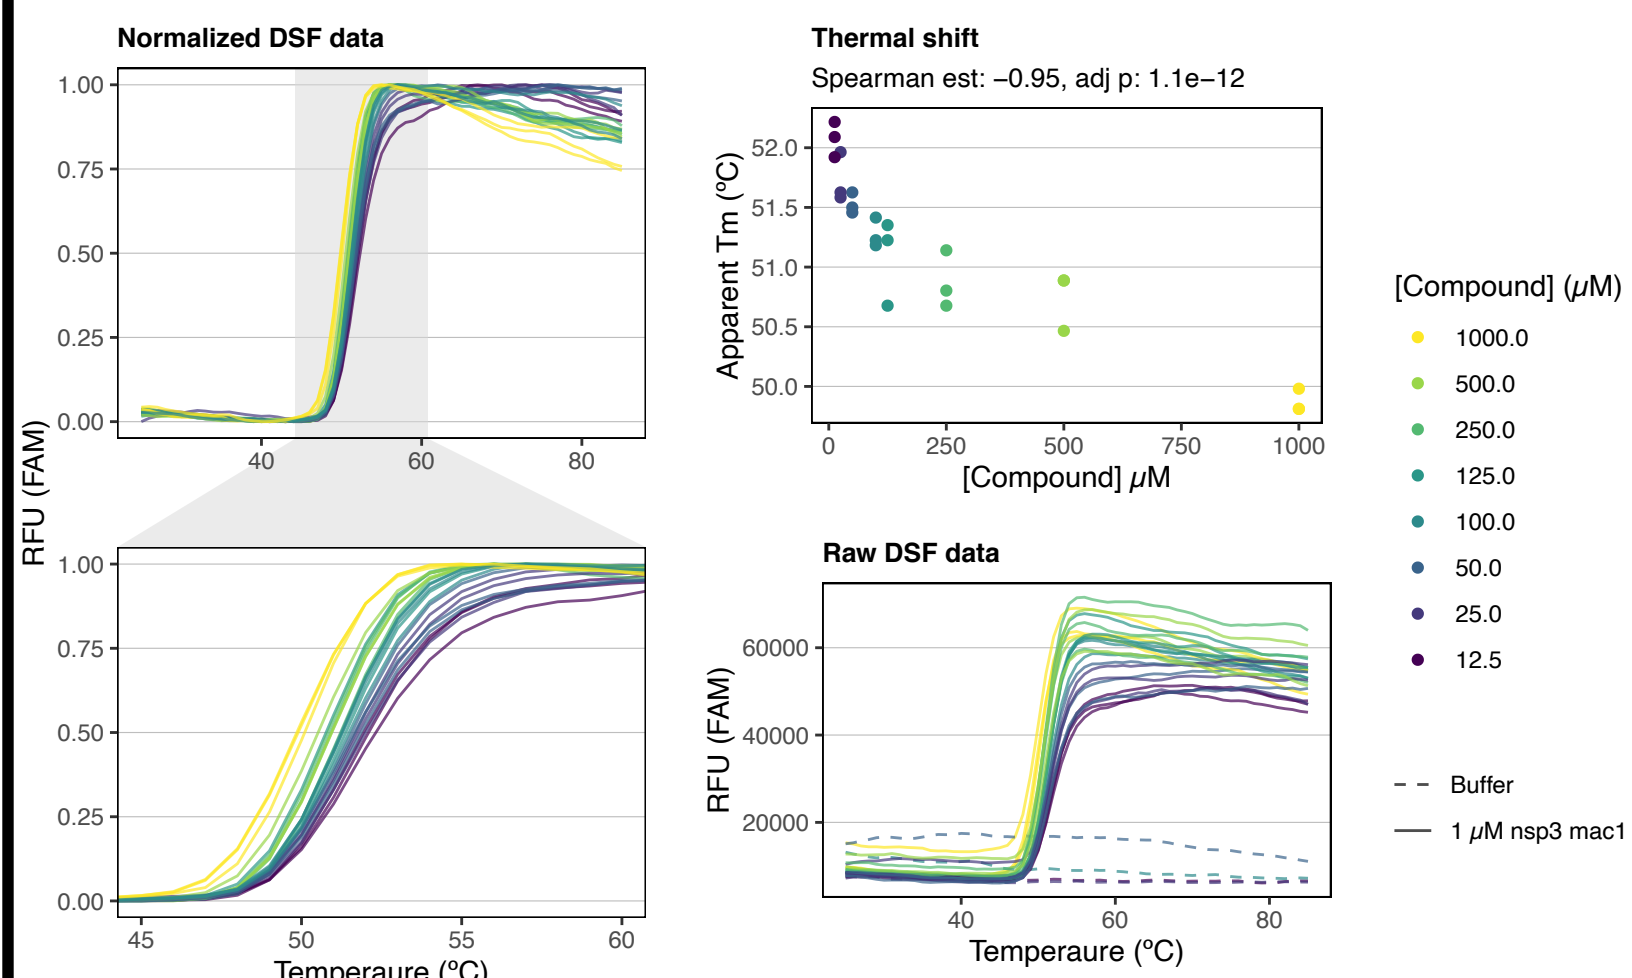 Normalized DSF data
1.00
0.75
0.50
0.25
0.00
40 60 80
RFU (FAM)
1.00
0.75
0.50
0.25
0.00
45 50 55 60
Temperaure (ºC)
Thermal shift
Spearman est: −0.95, adj p: 1.1e−12
Apparent Tm (ºC)
52.0
51.5
51.0
50.5
50.0
0 250 500 750 1000
[Compound] µM
Raw DSF data
RFU (FAM)
60000
40000
20000
40 60 80
Temperaure (ºC)
[Compound] (µM)
1000.0
500.0
250.0
125.0
100.0
50.0
25.0
12.5
Buffer
1 µM nsp3 mac1